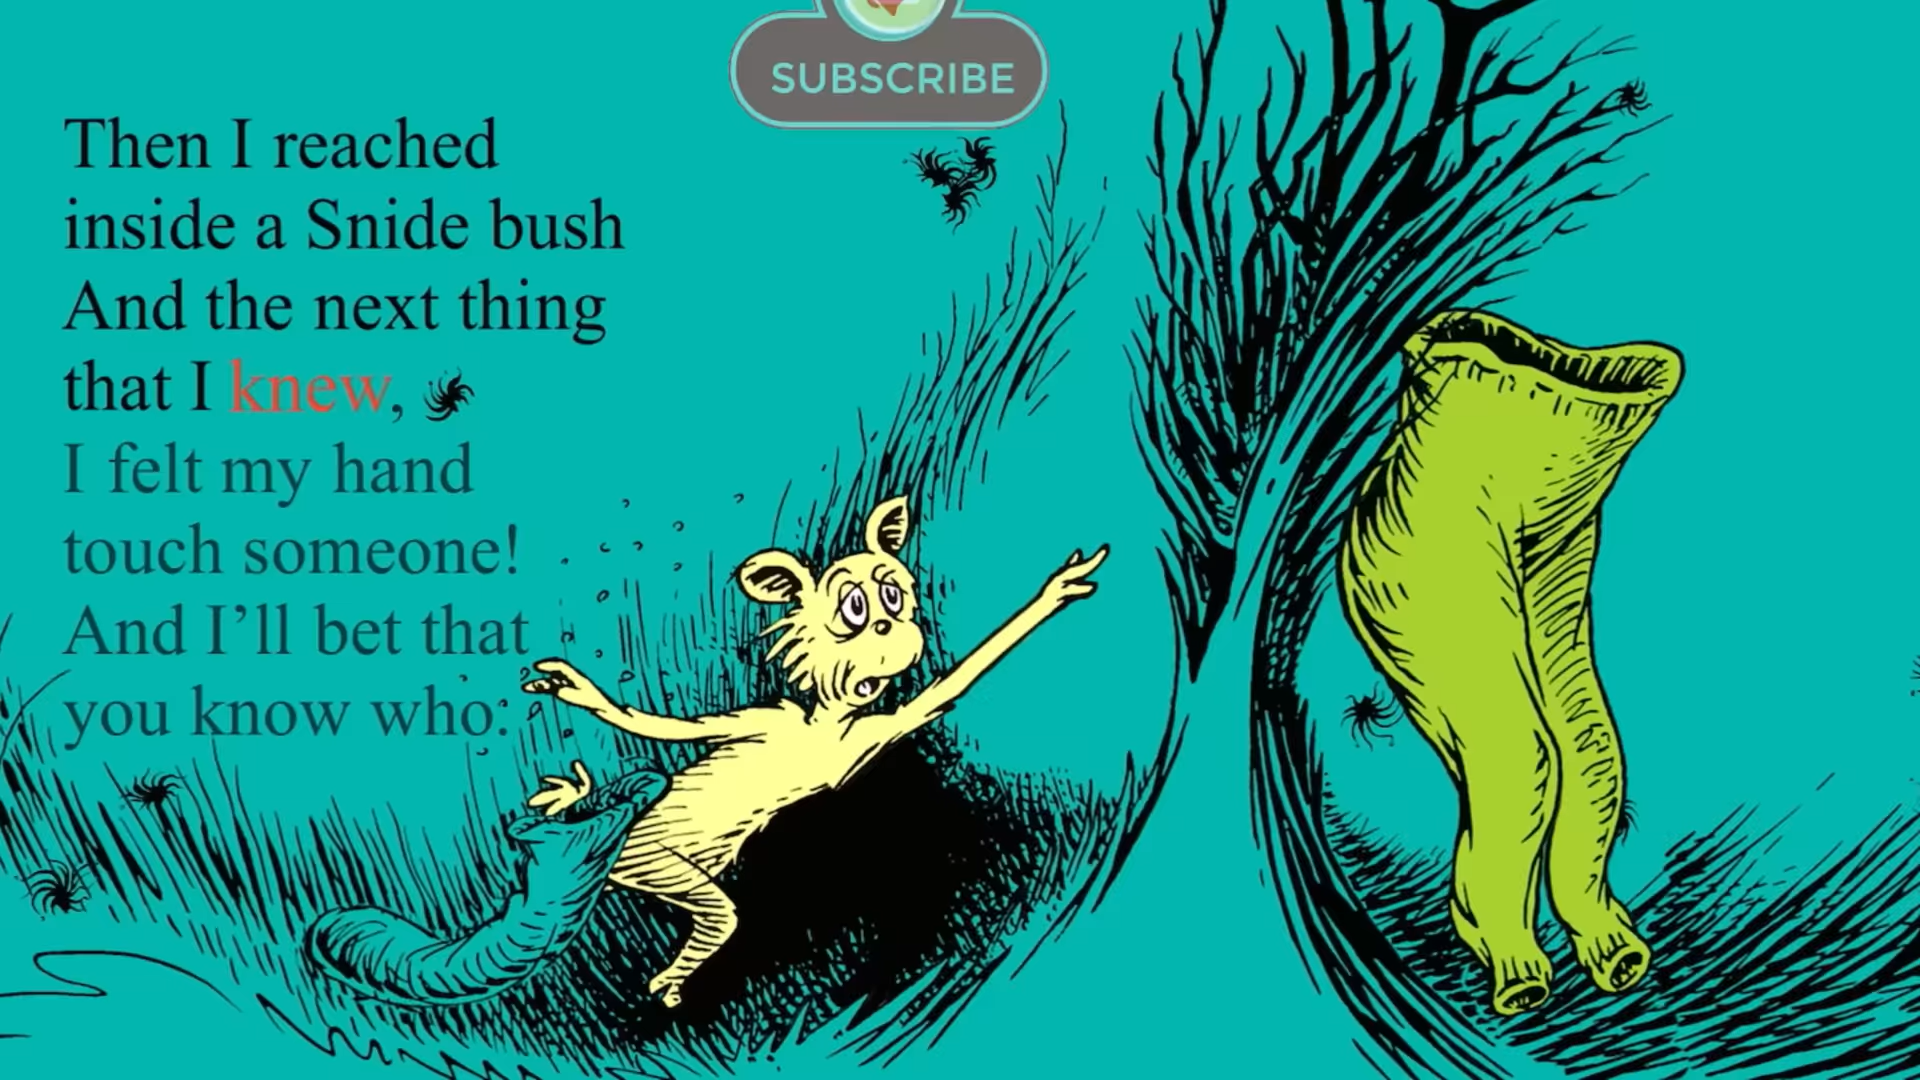 SUBSCRIBE
Then I reached
inside a Snide bush
And the next thing
that I knew,
I felt my hand
touch someone!
And I’ll bet that
you know who.